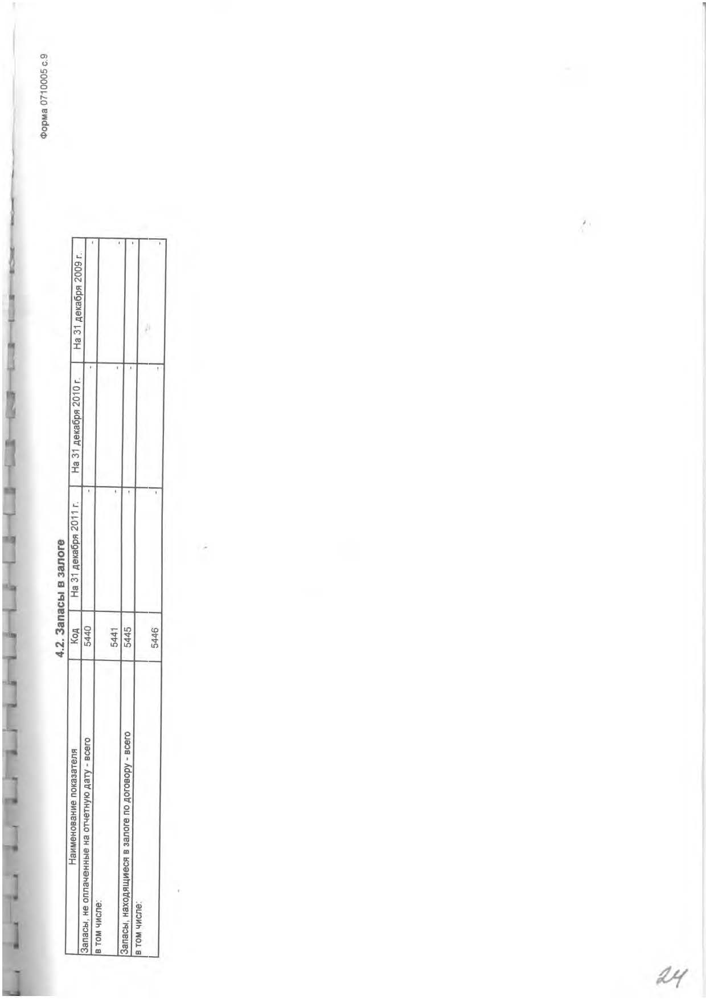 Форма 0710005 с.9
4.2. Запасы в залоге
Наименование показателя Код На 31 декабря 2011 г. На 31 декабря 2010 г. На 31 декабря 2009 г.
Запасы, не оплаченные на отчетную дату - всего 5440 - - -
в том числе:
5441 - - -
Запасы, находящиеся в залоге по договору - всего 5445 - - -
в том числе:
5446 - - -
24